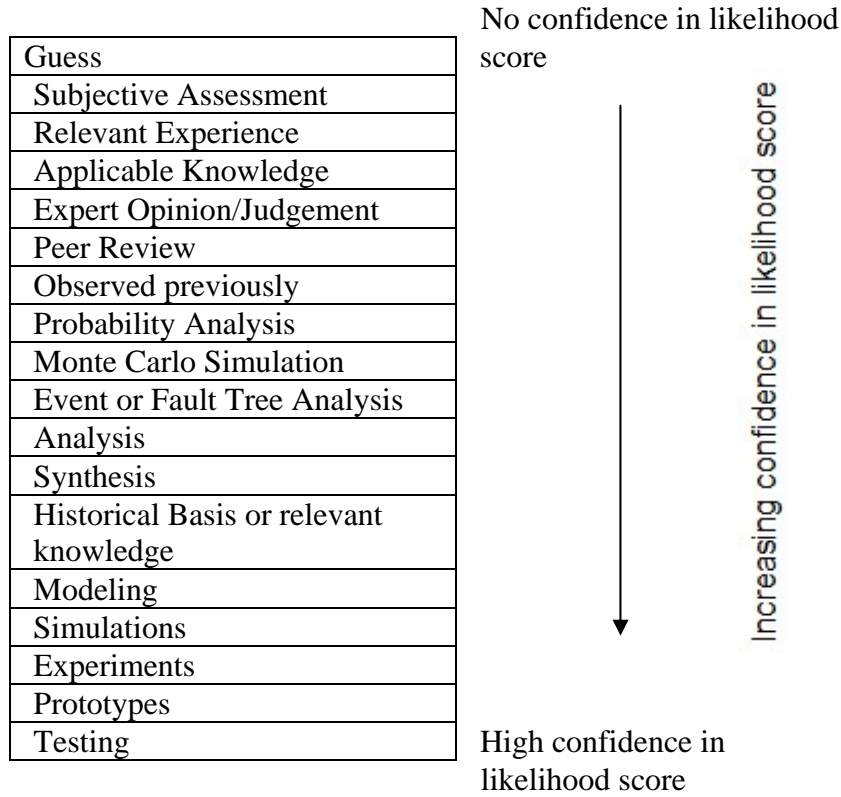 No confidence in likelihood
score
Guess
Subjective Assessment
Relevant Experience
Applicable Knowledge
Expert Opinion/Judgement
Peer Review
Observed previously
Probability Analysis
Monte Carlo Simulation
Event or Fault Tree Analysis
Analysis
Synthesis
Historical Basis or relevant
knowledge
Modeling
Simulations
Experiments
Prototypes
Testing
Increasing confidence in likelihood score
High confidence in
likelihood score